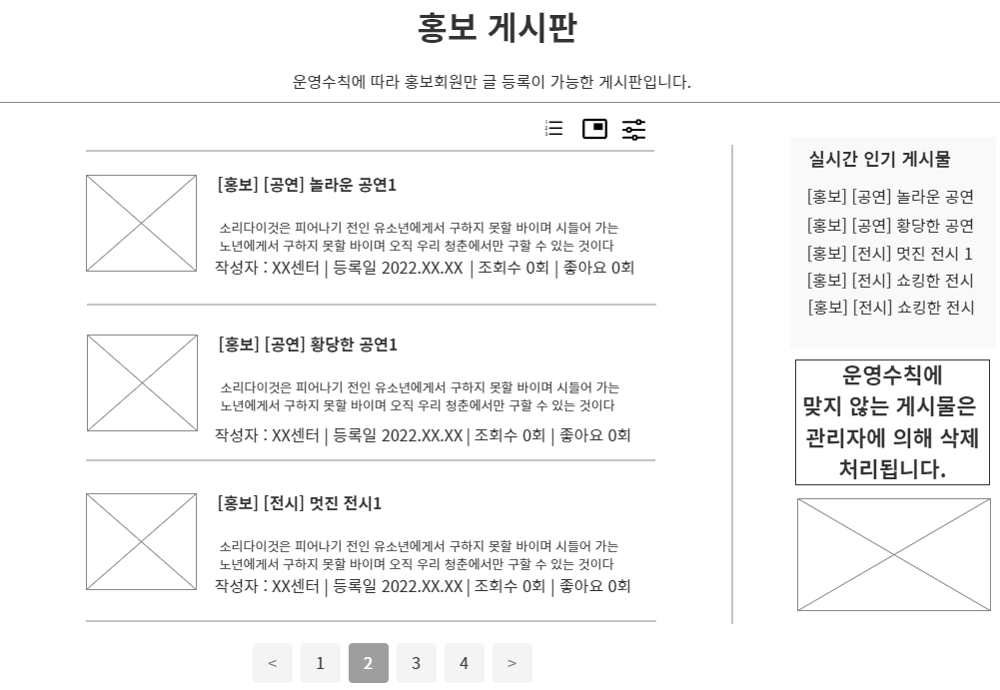 홍보 게시판
운영수칙에 따라 홍보회원만 글 등록이 가능한 게시판입니다.
[홍보] [공연] 놀라운 공연1
소리다이것은 피어나기 전인 유소년에게서 구하지 못할 바이며 시들어 가는
노년에게서 구하지 못할 바이며 오직 우리 청춘에서만 구할 수 있는 것이다
작성자 : XX센터 | 등록일 2022.XX.XX | 조회수 0회 | 좋아요 0회
[홍보] [공연] 황당한 공연1
소리다이것은 피어나기 전인 유소년에게서 구하지 못할 바이며 시들어 가는
노년에게서 구하지 못할 바이며 오직 우리 청춘에서만 구할 수 있는 것이다
작성자 : XX센터 | 등록일 2022.XX.XX | 조회수 0회 | 좋아요 0회
[홍보] [전시] 멋진 전시1
소리다이것은 피어나기 전인 유소년에게서 구하지 못할 바이며 시들어 가는
노년에게서 구하지 못할 바이며 오직 우리 청춘에서만 구할 수 있는 것이다
작성자 : XX센터 | 등록일 2022.XX.XX | 조회수 0회 | 좋아요 0회
< 1 2 3 4 >
실시간 인기 게시물
[홍보] [공연] 놀라운 공연
[홍보] [공연] 황당한 공연
[홍보] [전시] 멋진 전시 1
[홍보] [전시] 쇼킹한 전시
[홍보] [전시] 쇼킹한 전시
운영수칙에
맞지 않는 게시물은
관리자에 의해 삭제
처리됩니다.